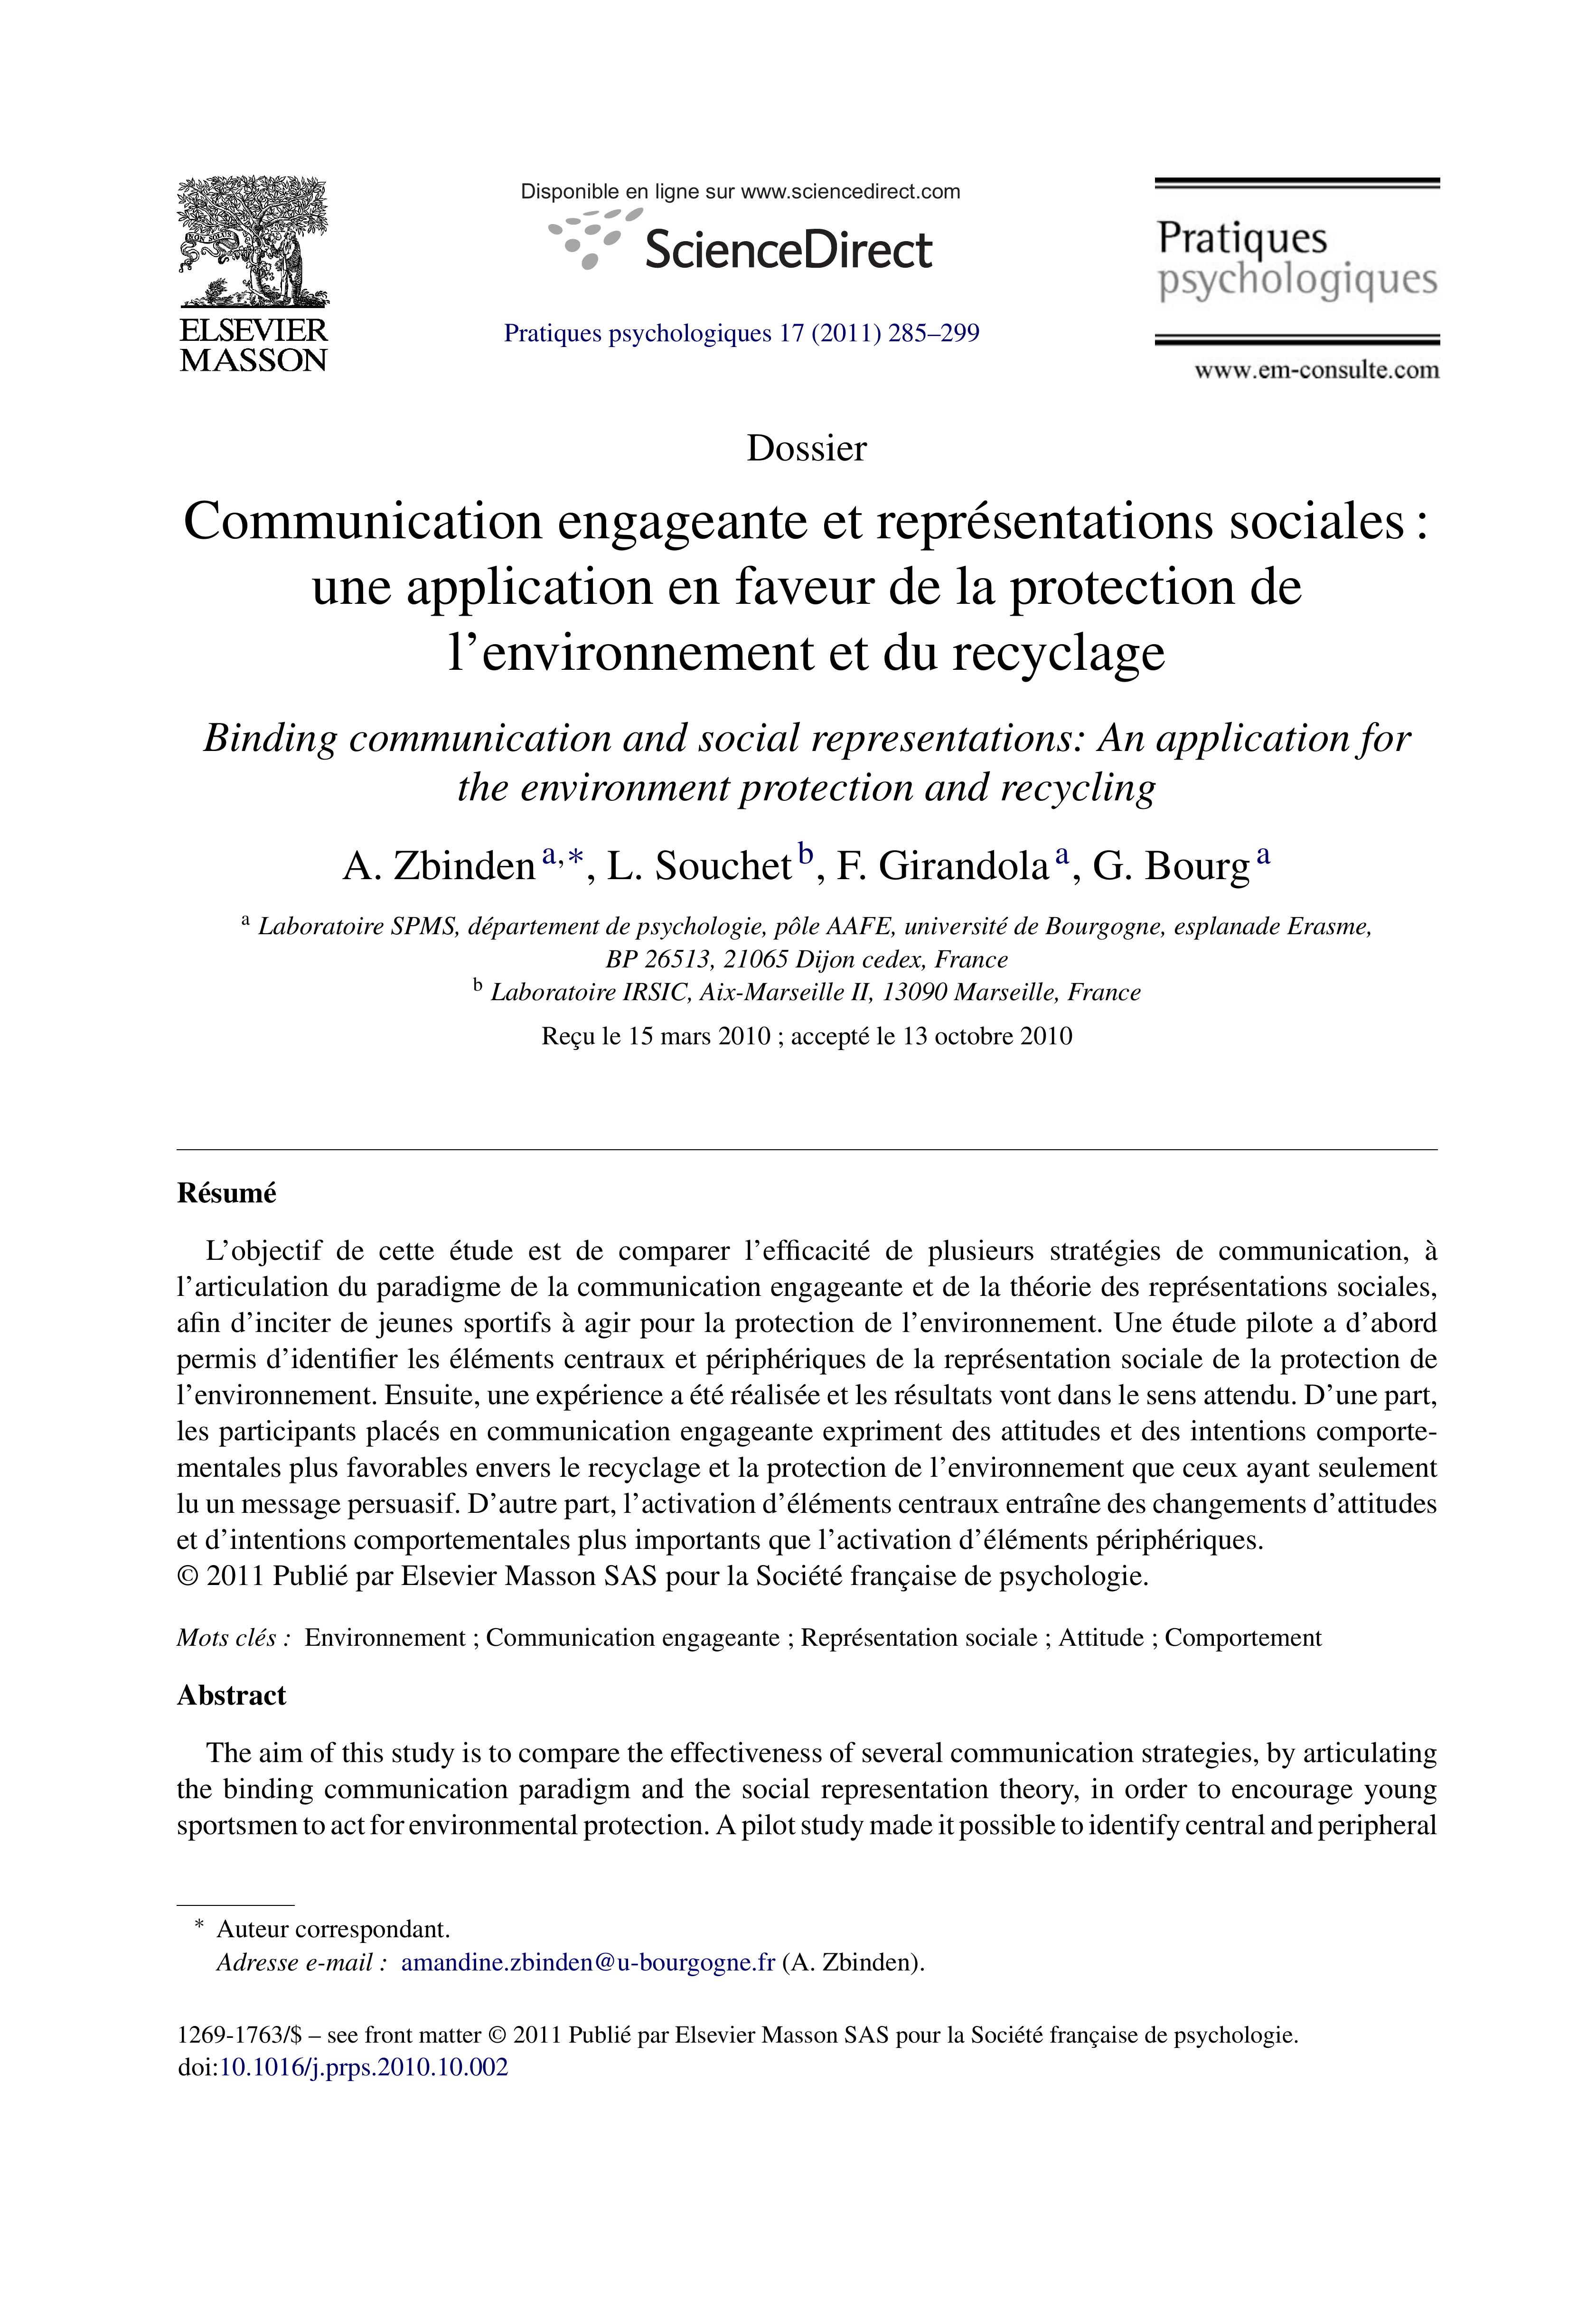 Disponible en ligne sur www.sciencedirect.com
ScienceDirect
NON SOLUS
ELSEVIER
MASSON
Pratiques psychologiques 17 (2011) 285–299
Pratiques
psychologiques
www.em-consulte.com
Dossier
Communication engageante et représentations sociales :
une application en faveur de la protection de
l’environnement et du recyclage
Binding communication and social representations: An application for
the environment protection and recycling
A. Zbinden a,∗, L. Souchet b, F. Girandola a, G. Bourg a
a Laboratoire SPMS, département de psychologie, pôle AAFE, université de Bourgogne, esplanade Erasme,
BP 26513, 21065 Dijon cedex, France
b Laboratoire IRSIC, Aix-Marseille II, 13090 Marseille, France
Reçu le 15 mars 2010 ; accepté le 13 octobre 2010
Résumé
L’objectif de cette étude est de comparer l’efficacité de plusieurs stratégies de communication, à
l’articulation du paradigme de la communication engageante et de la théorie des représentations sociales,
afin d’inciter de jeunes sportifs à agir pour la protection de l’environnement. Une étude pilote a d’abord
permis d’identifier les éléments centraux et périphériques de la représentation sociale de la protection de
l’environnement. Ensuite, une expérience a été réalisée et les résultats vont dans le sens attendu. D’une part,
les participants placés en communication engageante expriment des attitudes et des intentions comporte-
mentales plus favorables envers le recyclage et la protection de l’environnement que ceux ayant seulement
lu un message persuasif. D’autre part, l’activation d’éléments centraux entraîne des changements d’attitudes
et d’intentions comportementales plus importants que l’activation d’éléments périphériques.
© 2011 Publié par Elsevier Masson SAS pour la Société française de psychologie.
Mots clés : Environnement ; Communication engageante ; Représentation sociale ; Attitude ; Comportement
Abstract
The aim of this study is to compare the effectiveness of several communication strategies, by articulating
the binding communication paradigm and the social representation theory, in order to encourage young
sportsmen to act for environmental protection. A pilot study made it possible to identify central and peripheral
∗ Auteur correspondant.
Adresse e-mail : amandine.zbinden@u-bourgogne.fr (A. Zbinden).
1269-1763/$ – see front matter © 2011 Publié par Elsevier Masson SAS pour la Société française de psychologie.
doi:10.1016/j.prps.2010.10.002